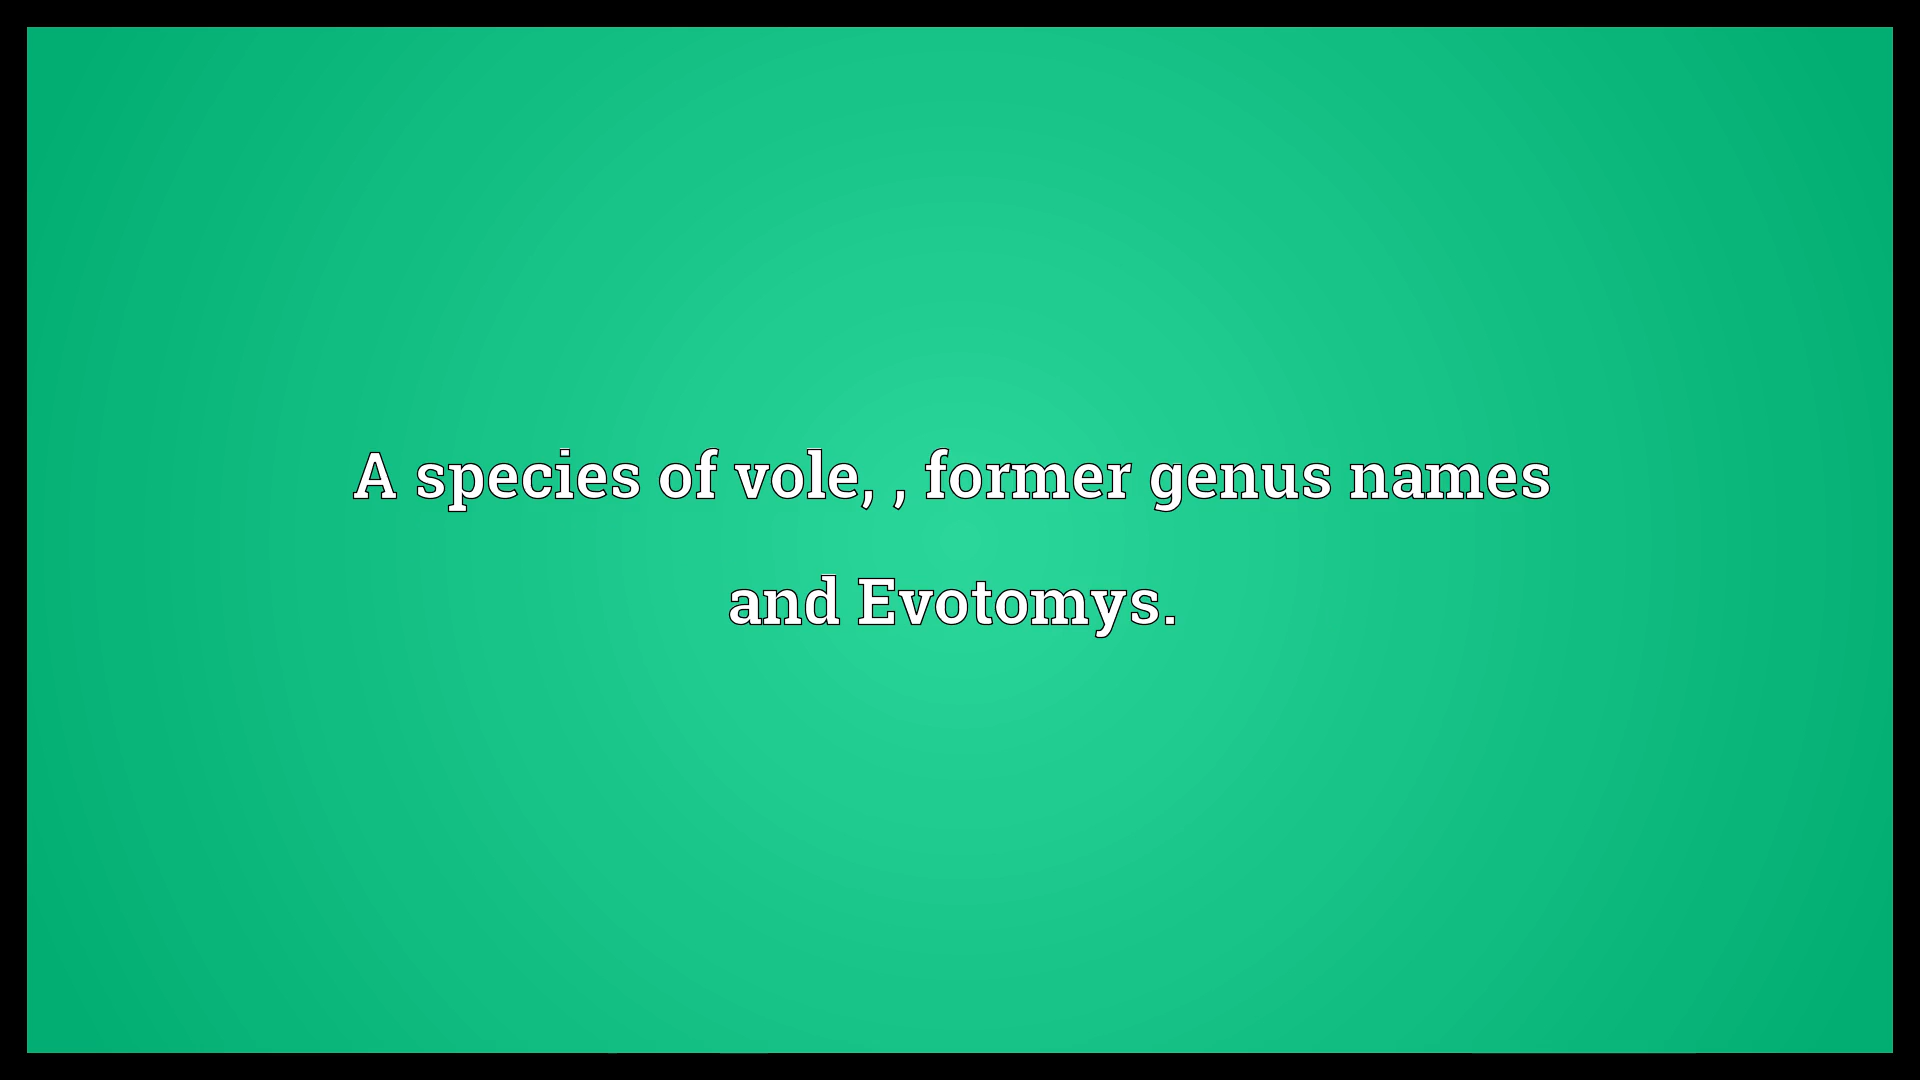 A species of vole, , former genus names
and Evotomys.